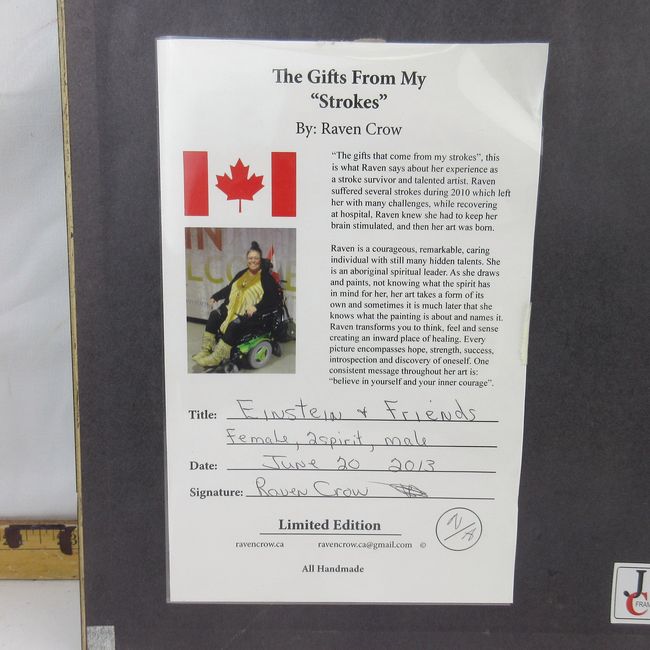 The Gifts From My
“Strokes”
By: Raven Crow
“The gifts that come from my strokes”, this
is what Raven says about her experience as
a stroke survivor and talented artist. Raven
suffered several strokes during 2010 which left
her with many challenges, while recovering
at hospital, Raven knew she had to keep her
brain stimulated, and then her art was born.
Raven is a courageous, remarkable, caring
individual with still many hidden talents. She
is an aboriginal spiritual leader. As she draws
and paints, not knowing what the spirit has
in mind for her, her art takes a form of its
own and sometimes it is much later that she
knows what the painting is about and names it.
Raven transforms you to think, feel and sense
creating an inward place of healing. Every
picture encompasses hope, strength, success,
introspection and discovery of oneself. One
consistent message throughout her art is:
“believe in yourself and your inner courage”.
Title: Einstein & Friends
Female, 2spirit, male
Date: June 20 2013
Signature: Raven Crow
Limited Edition
N/A
ravencrow.ca ravencrow.ca@gmail.com ©
All Handmade
J
C
FRAM
3